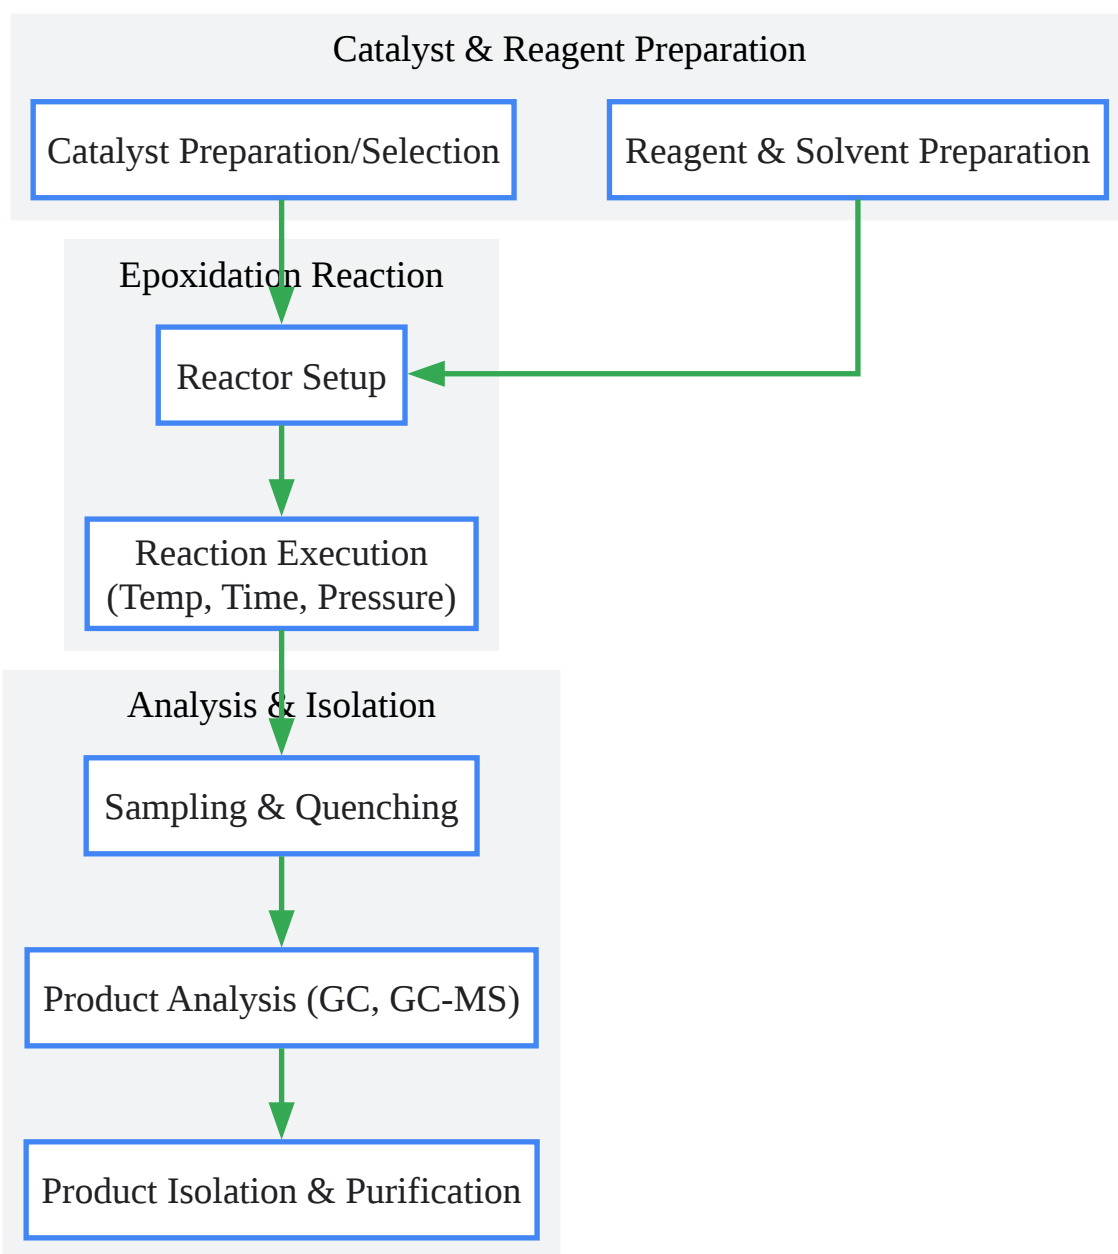 Catalyst & Reagent Preparation
Catalyst Preparation/Selection
Reagent & Solvent Preparation
Epoxidation Reaction
Reactor Setup
Reaction Execution
(Temp, Time, Pressure)
Analysis & Isolation
Sampling & Quenching
Product Analysis (GC, GC-MS)
Product Isolation & Purification